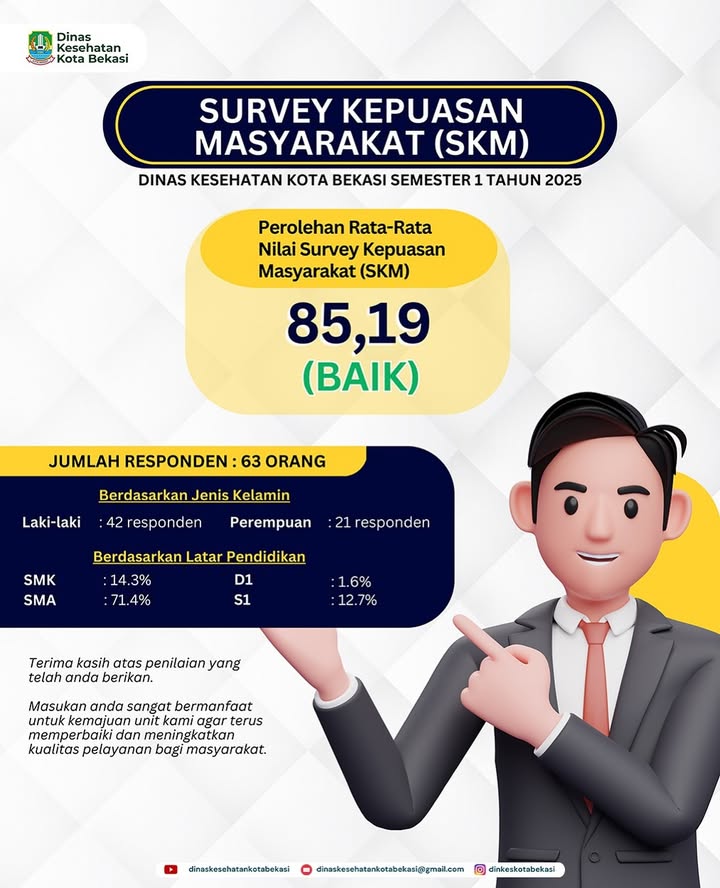 Dinas
Kesehatan
Kota Bekasi
SURVEY KEPUASAN
MASYARAKAT (SKM)
DINAS KESEHATAN KOTA BEKASI SEMESTER 1 TAHUN 2025
Perolehan Rata-Rata
Nilai Survey Kepuasan
Masyarakat (SKM)
85,19
(BAIK)
JUMLAH RESPONDEN : 63 ORANG
Berdasarkan Jenis Kelamin
Laki-laki : 42 responden Perempuan : 21 responden
Berdasarkan Latar Pendidikan
SMK : 14.3% D1 : 1.6%
SMA : 71.4% S1 : 12.7%
Terima kasih atas penilaian yang
telah anda berikan.
Masukan anda sangat bermanfaat
untuk kemajuan unit kami agar terus
memperbaiki dan meningkatkan
kualitas pelayanan bagi masyarakat.
dinaskesehatankotabekasi dinaskesehatankotabekasi@gmail.com dinkeskotabekasi